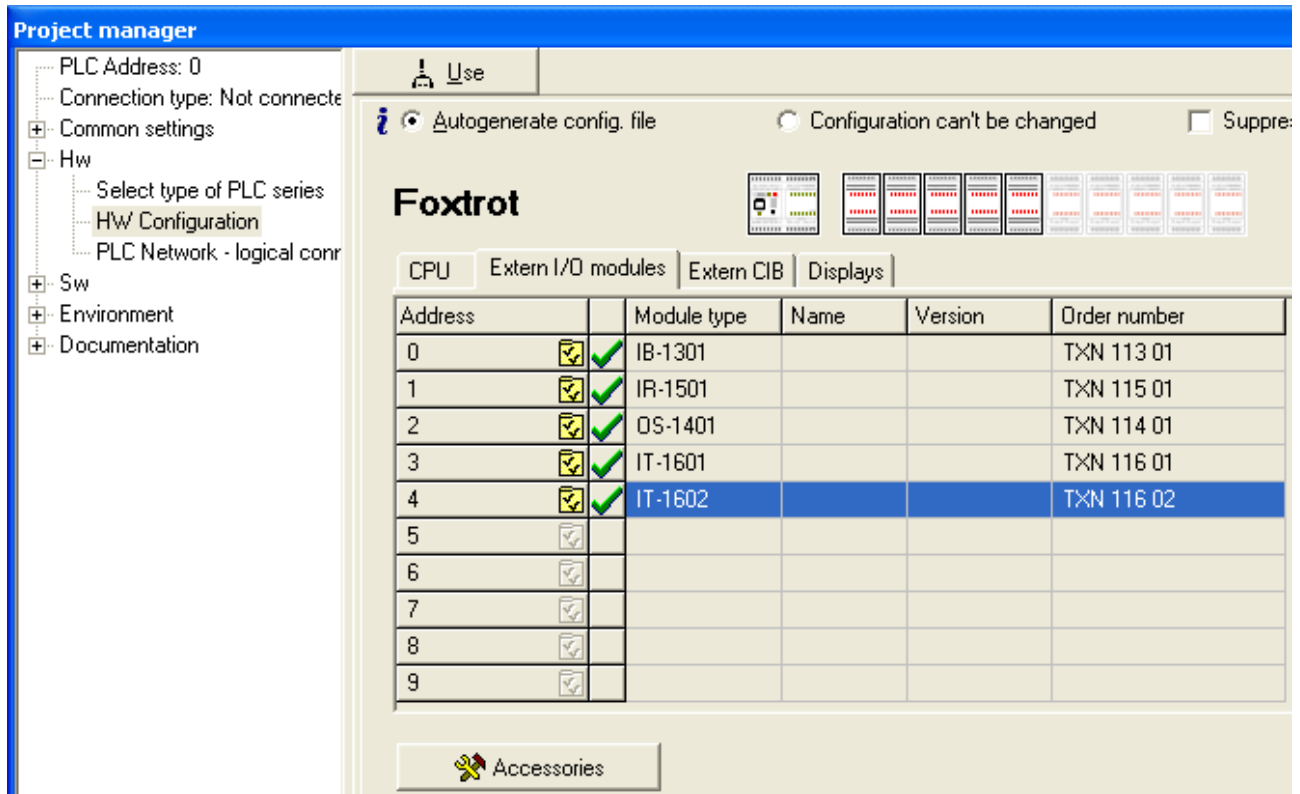 Project manager
PLC Address: 0
Connection type: Not connecte
Common settings
Hw
Select type of PLC series
HW Configuration
PLC Network - logical conr
Sw
Environment
Documentation
Use
Autogenerate config. file Configuration can't be changed Suppres
Foxtrot
CPU Extern I/O modules Extern CIB Displays
Address Module type Name Version Order number
0 IB-1301 TXN 113 01
1 IR-1501 TXN 115 01
2 OS-1401 TXN 114 01
3 IT-1601 TXN 116 01
4 IT-1602 TXN 116 02
5
6
7
8
9
Accessories